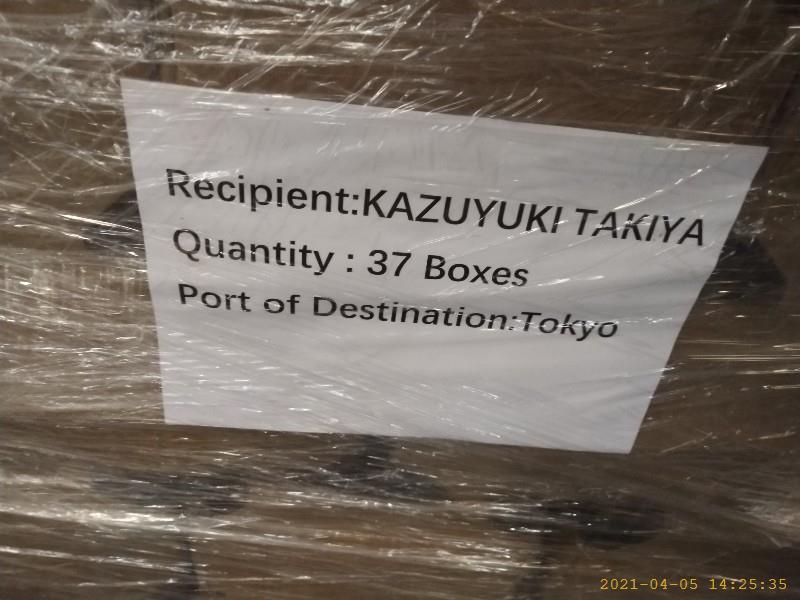 Recipient:KAZUYUKI TAKIYA
Quantity : 37 Boxes
Port of Destination:Tokyo
2021-04-05 14:25:35